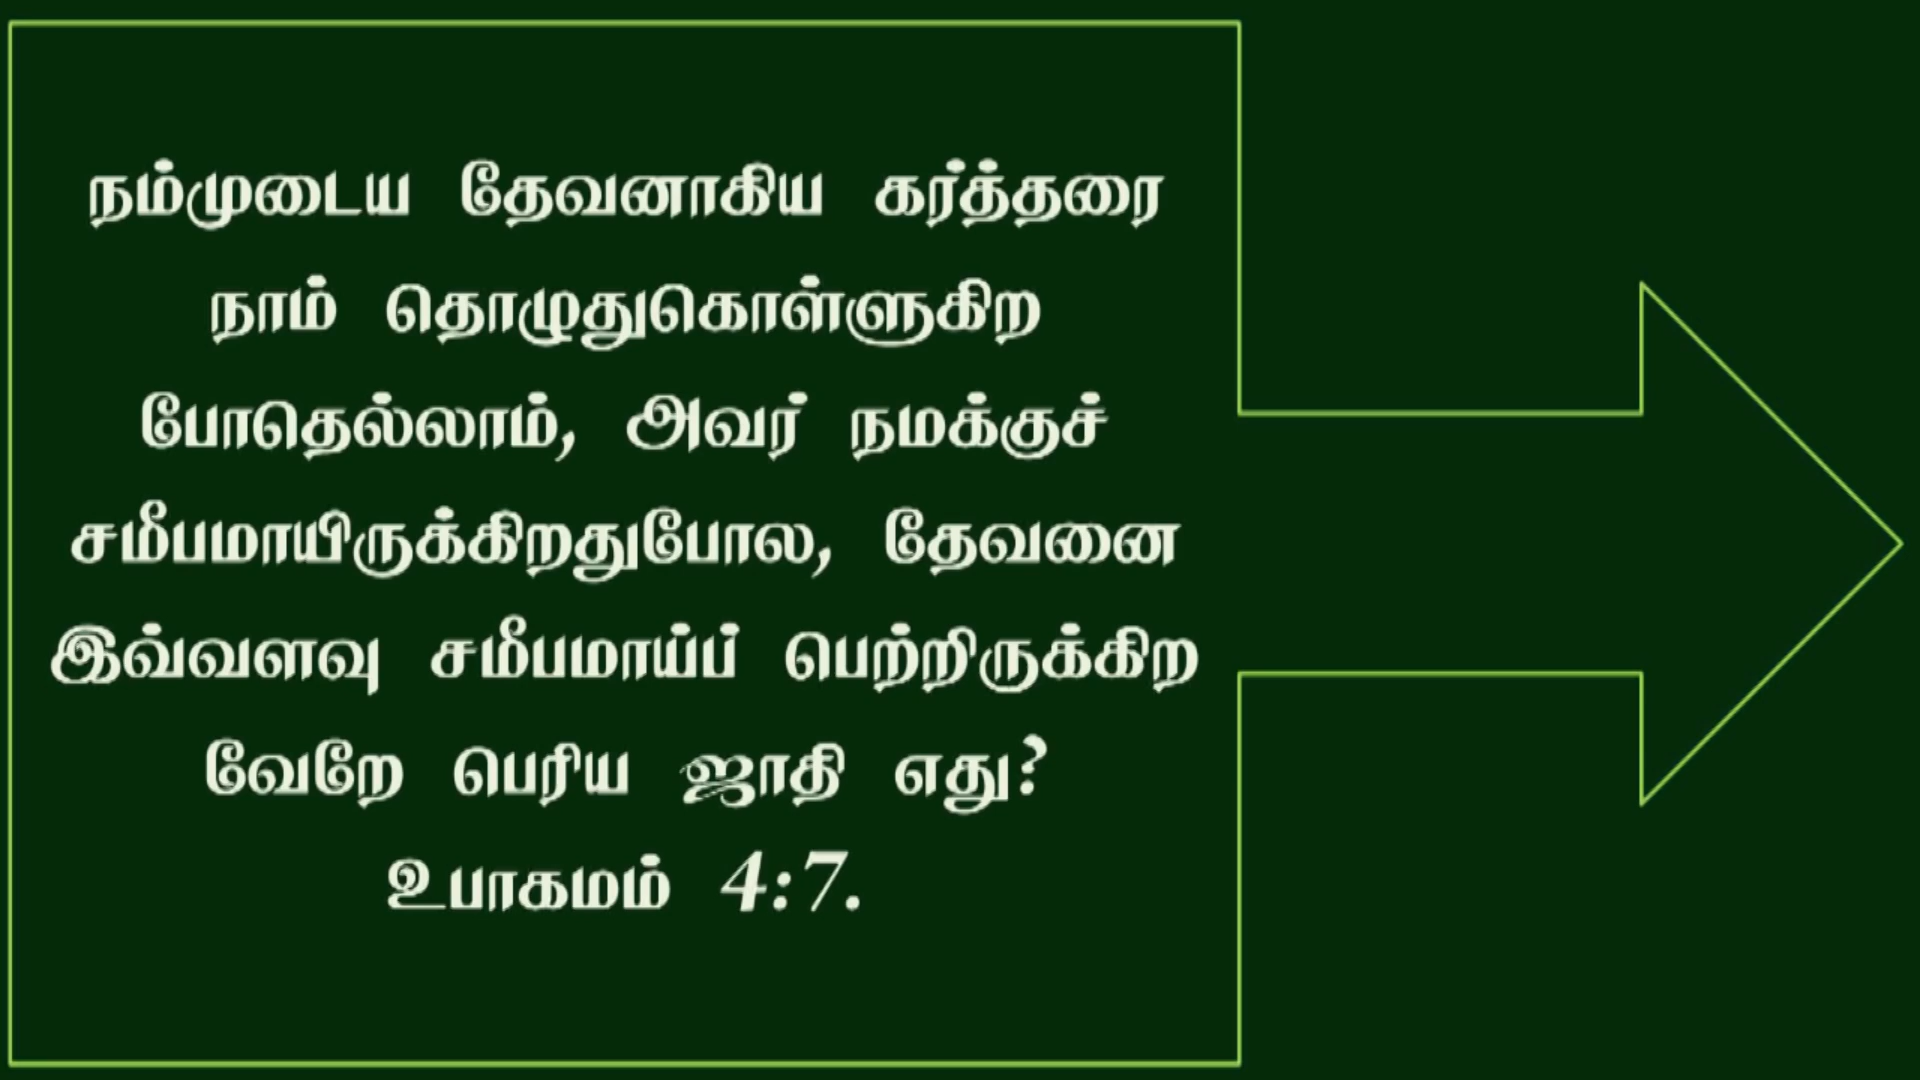 நம்முடைய தேவனாகிய கர்த்தரை
நாம் தொழுதுகொள்ளுகிற
போதெல்லாம், அவர் நமக்குச்
சமீபமாயிருக்கிறதுபோல, தேவனை
இவ்வளவு சமீபமாய்ப் பெற்றிருக்கிற
வேறே பெரிய ஜாதி எது?
உபாகமம் 4:7.